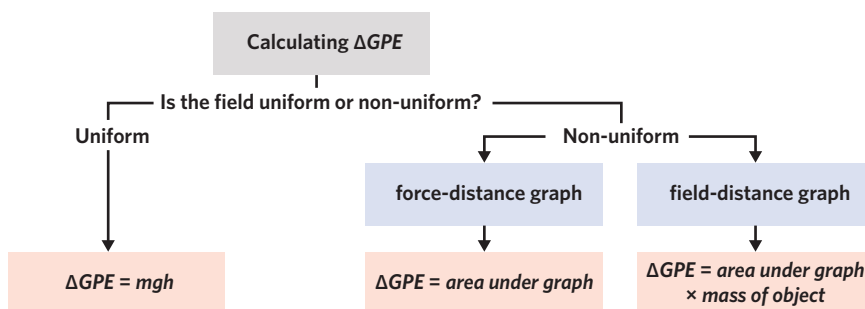 Calculating ΔGPE
Is the field uniform or non-uniform?
Uniform
Non-uniform
force-distance graph
field-distance graph
ΔGPE = mgh
ΔGPE = area under graph
ΔGPE = area under graph
× mass of object